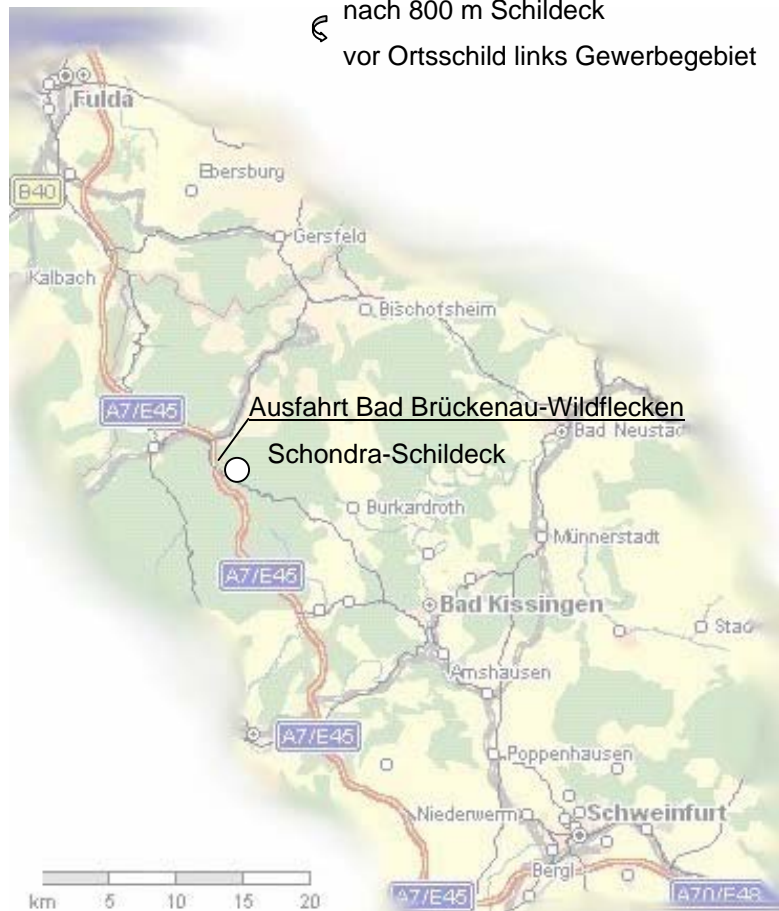 nach 800 m Schildeck
vor Ortsschild links Gewerbegebiet
Fulda
Ebersburg
B40
Gersfeld
Kalbach
Bischofsheim
A7/E45
Ausfahrt Bad Brückenau-Wildflecken
Bad Neustad
Schondra-Schildeck
Burkardroth
Münnerstadt
A7/E45
Bad Kissingen
Stad
Arnshausen
A7/E45
Poppenhausen
Niederwerrn
Schweinfurt
Bergl
A7/E45
A70/E48
km 5 10 15 20